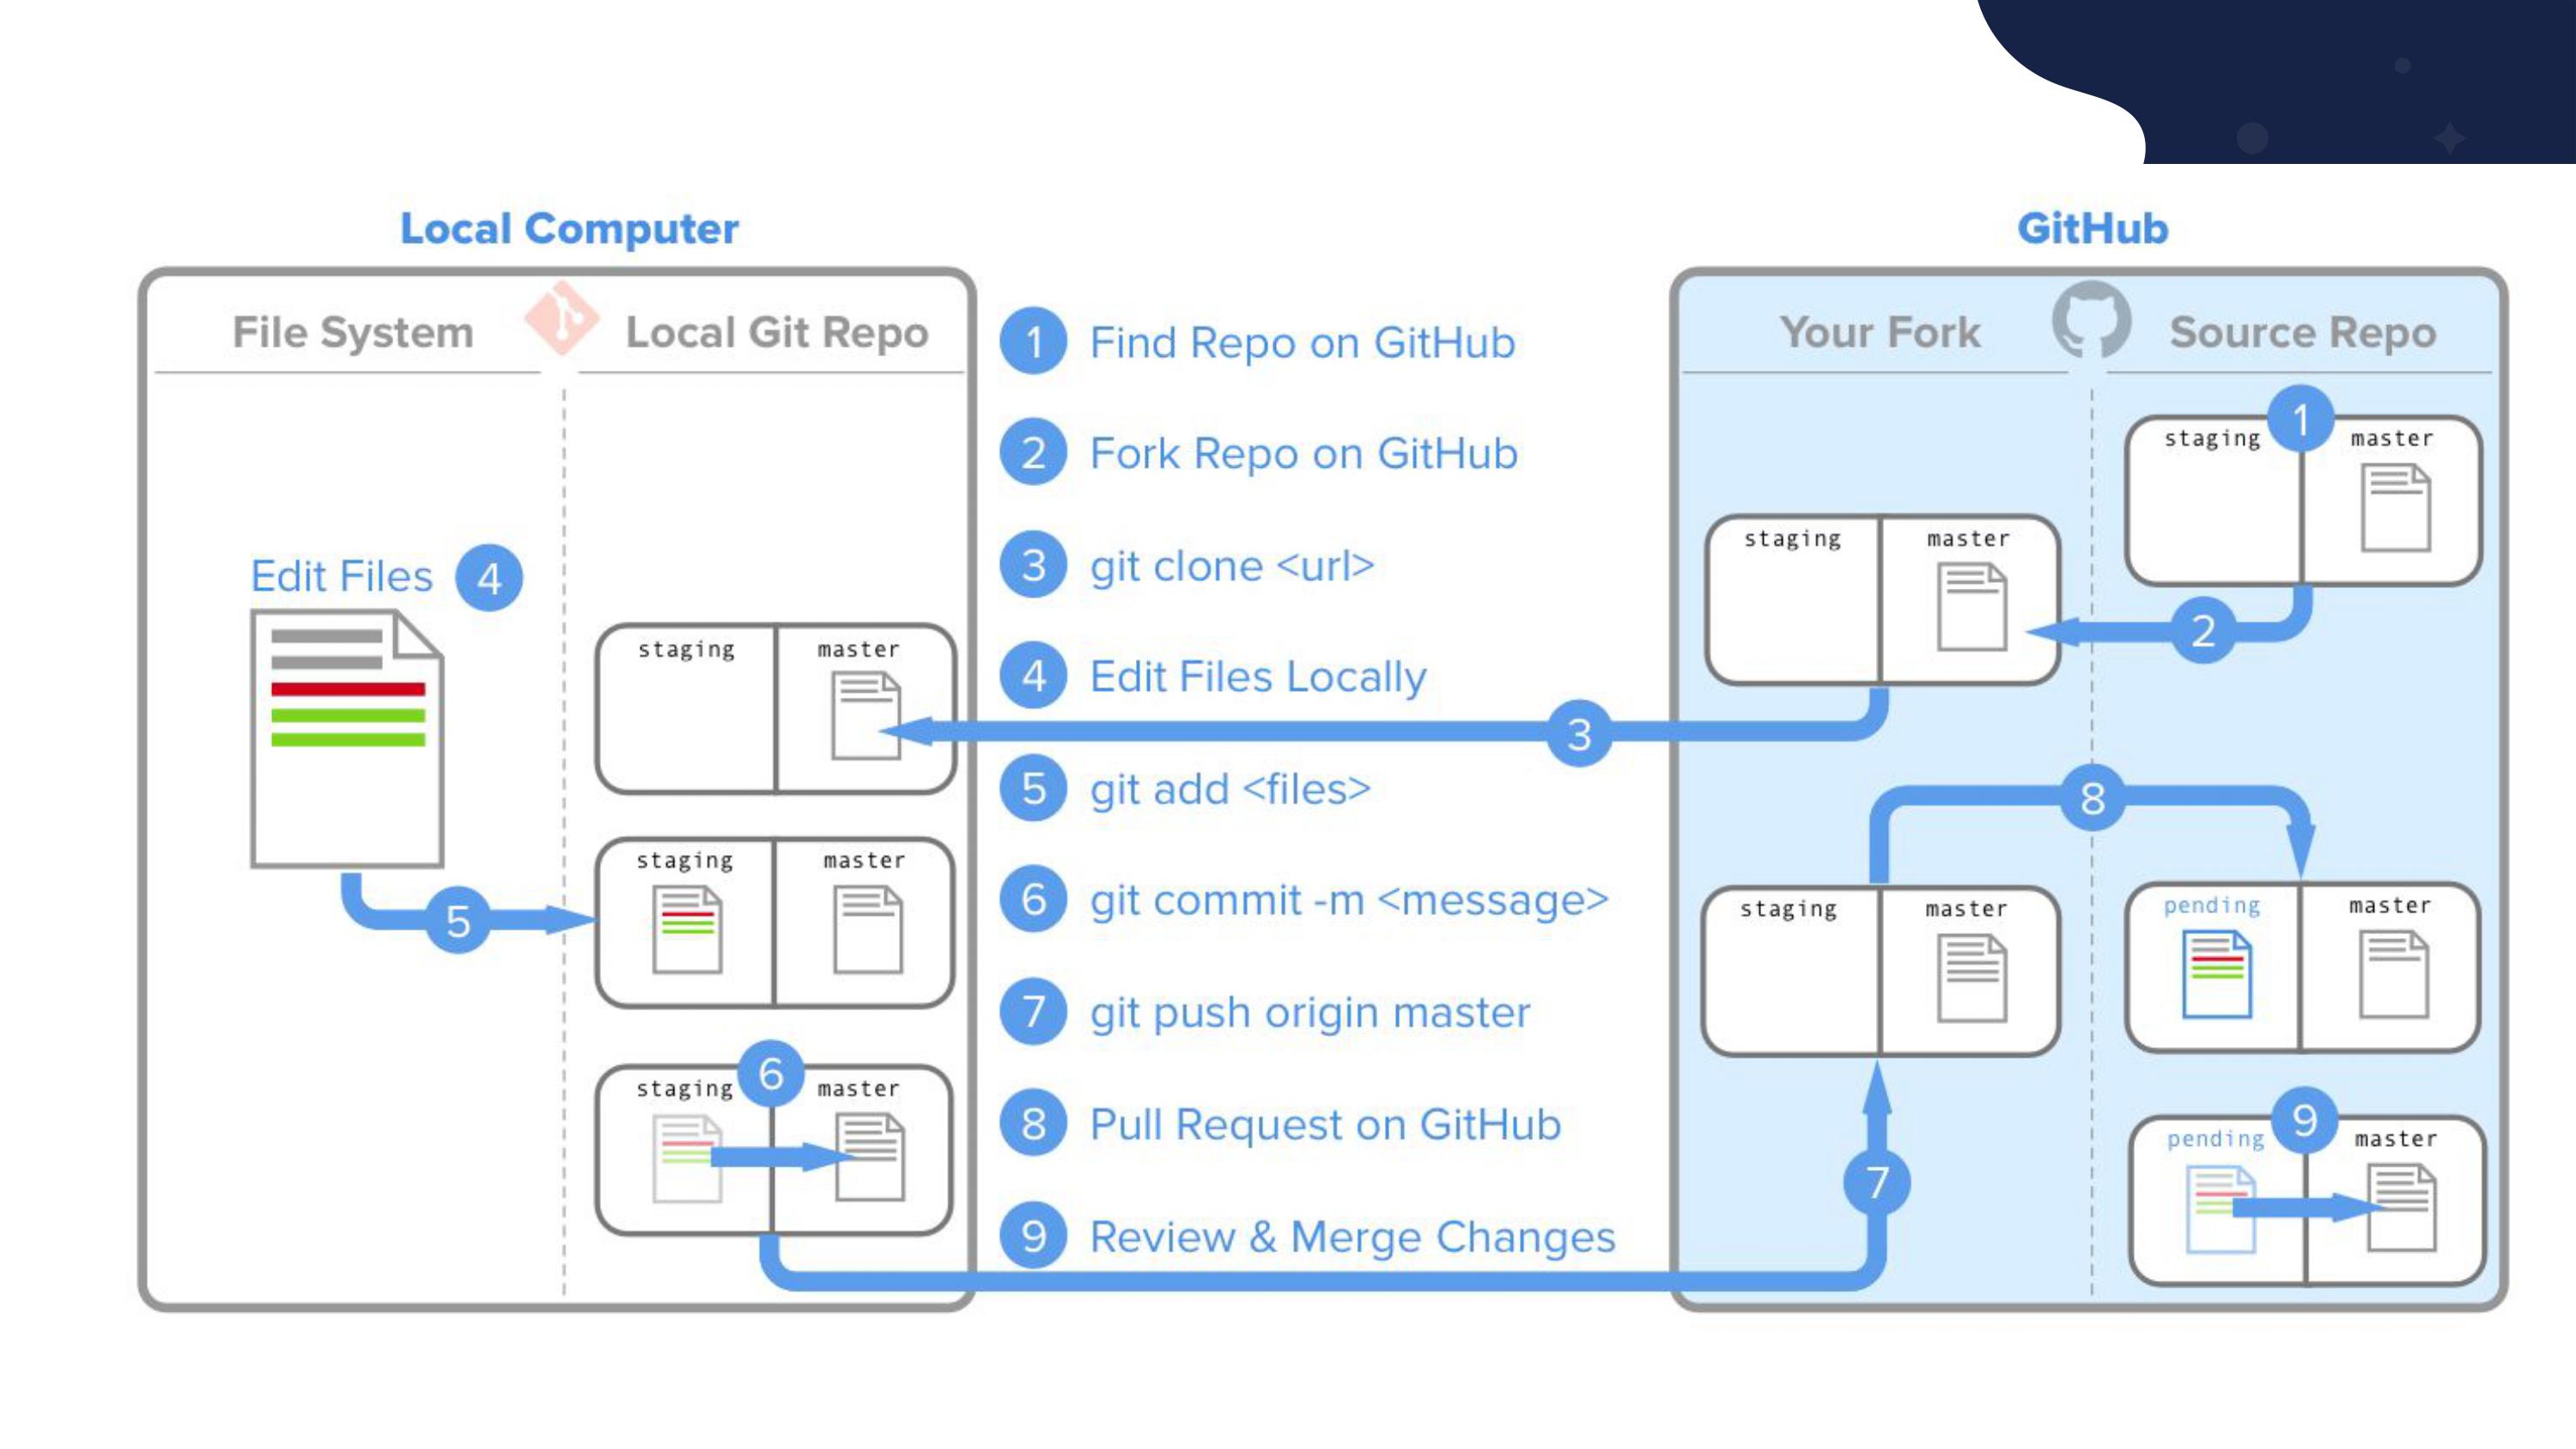 Local Computer
File System
Local Git Repo
Edit Files 4
staging master
5
staging master
6
staging master
1 Find Repo on GitHub
2 Fork Repo on GitHub
3 git clone <url>
4 Edit Files Locally
3
5 git add <files>
6 git commit -m <message>
7 git push origin master
8 Pull Request on GitHub
9 Review & Merge Changes
GitHub
Your Fork
Source Repo
1
staging master
staging master
2
8
staging master
pending master
7
9
pending master